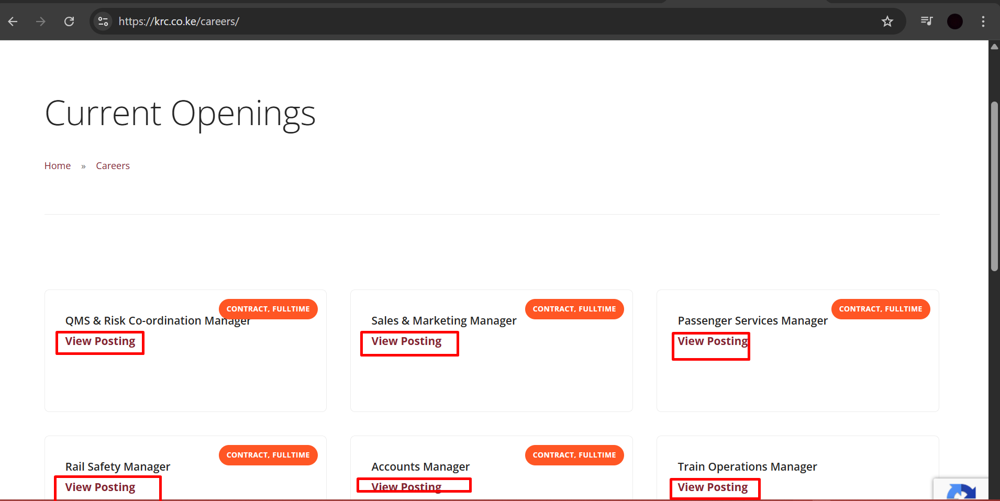 https://krc.co.ke/careers/
Current Openings
Home » Careers
CONTRACT, FULLTIME
QMS & Risk Co-ordination Manager
View Posting
CONTRACT, FULLTIME
Sales & Marketing Manager
View Posting
CONTRACT, FULLTIME
Passenger Services Manager
View Posting
CONTRACT, FULLTIME
Rail Safety Manager
View Posting
CONTRACT, FULLTIME
Accounts Manager
View Posting
Train Operations Manager
View Posting